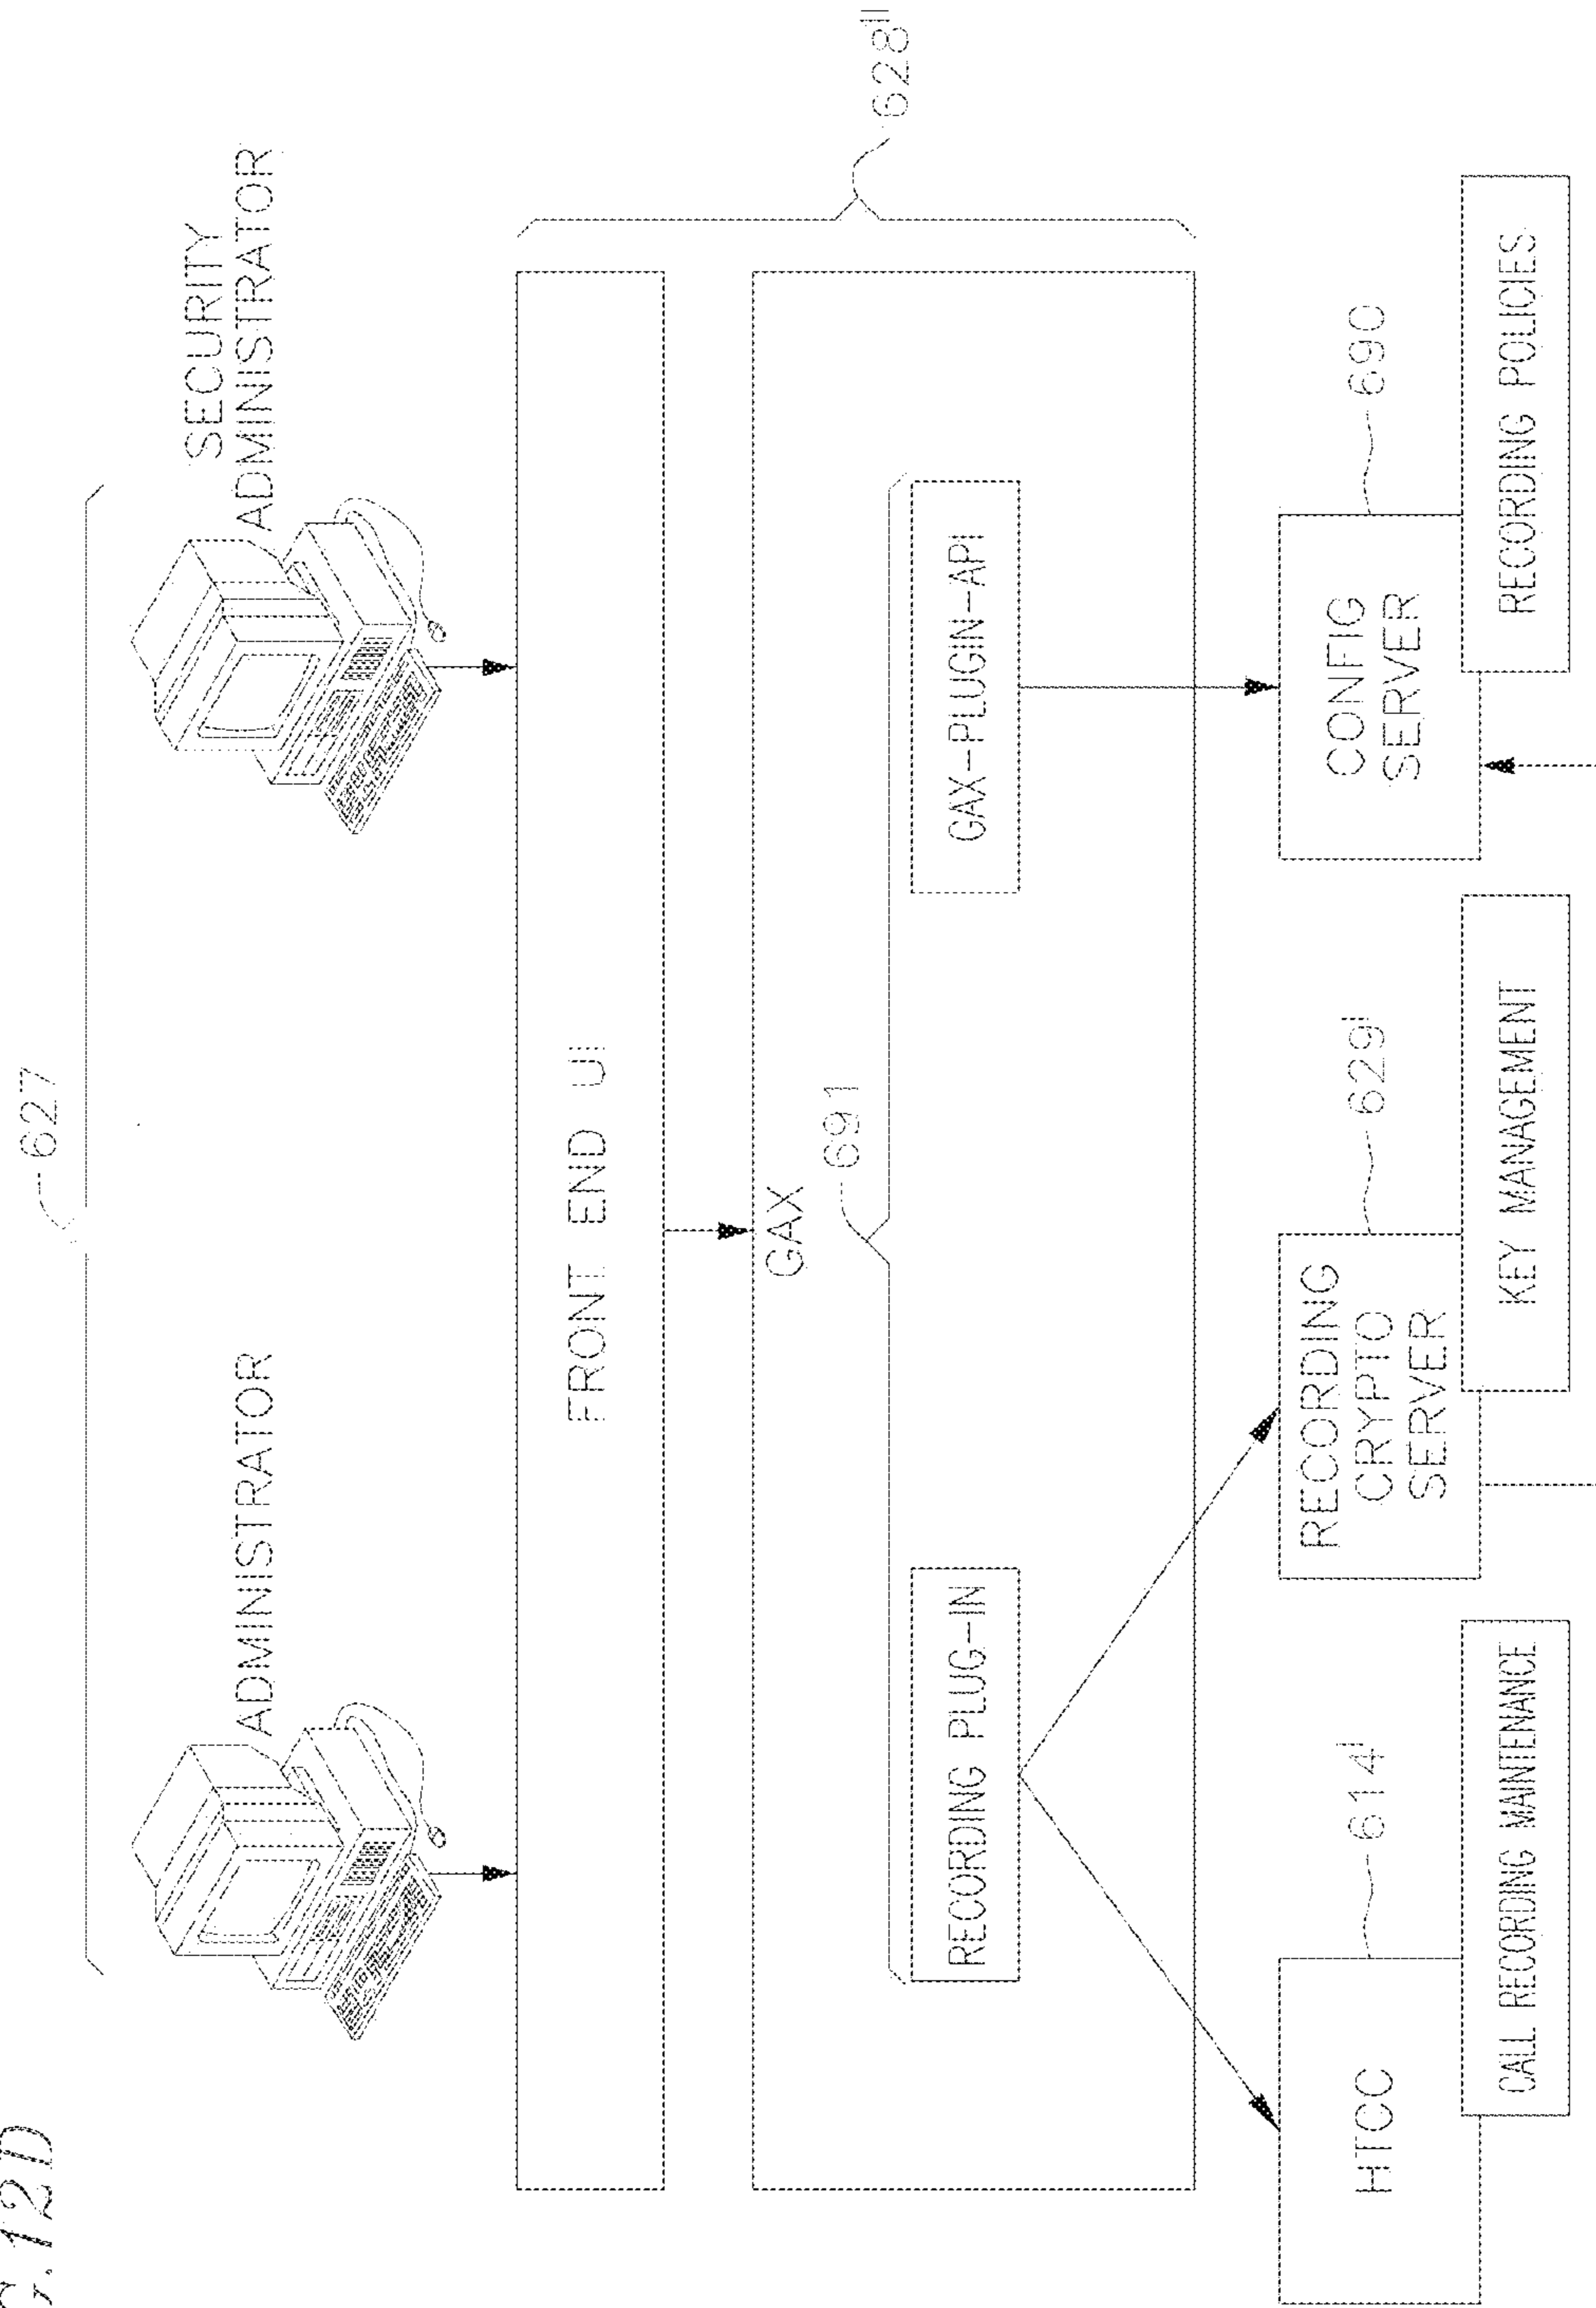 G. 12D
627
ADMINISTRATOR
SECURITY
ADMINISTRATOR
FRONT END UI
628'''
GAX
691
RECORDING PLUG-IN
GAX-PLUGIN-API
HTCC
614'
CALL RECORDING MAINTENANCE
RECORDING
CRYPTO
SERVER
629'
KEY MANAGEMENT
CONFIG
SERVER
690
RECORDING POLICIES